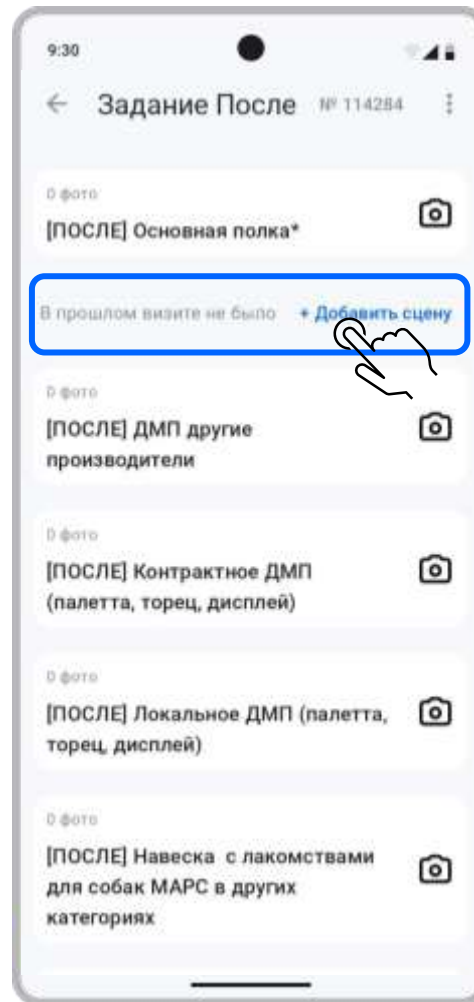 9:30
Задание После № 114284
0 фото
[ПОСЛЕ] Основная полка*
В прошлом визите не было + Добавить сцену
0 фото
[ПОСЛЕ] ДМП другие
производители
0 фото
[ПОСЛЕ] Контрактное ДМП
(палетта, торец, дисплей)
0 фото
[ПОСЛЕ] Локальное ДМП (палетта,
торец, дисплей)
0 фото
[ПОСЛЕ] Навеска с лакомствами
для собак МАРС в других
категориях